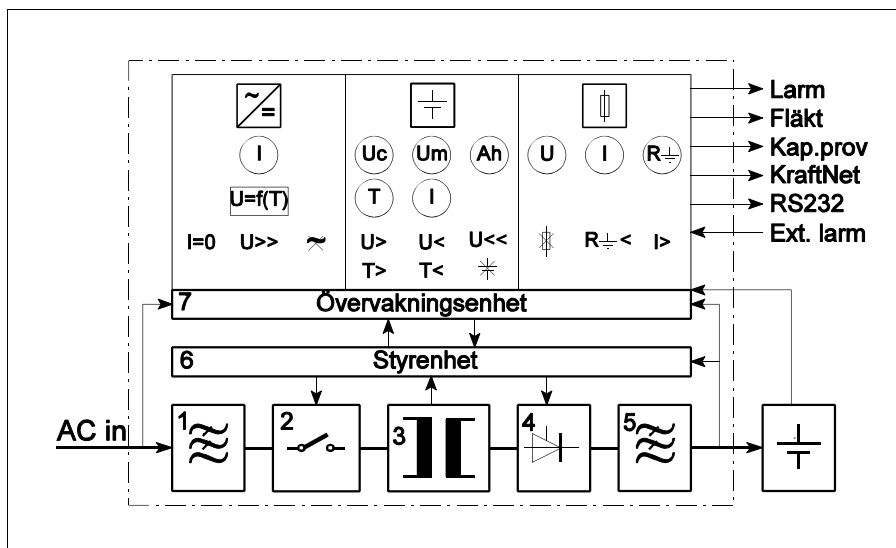 ~
=
I
U=f(T)
I=0 U>> ~
Uc Um Ah
T I
U> U< U<<
T> T<
U I R
R < I>
Larm
Fläkt
Kap.prov
KraftNet
RS232
Ext. larm
7 Övervakningsenhet
6 Styrenhet
AC in
1
2
3
4
5